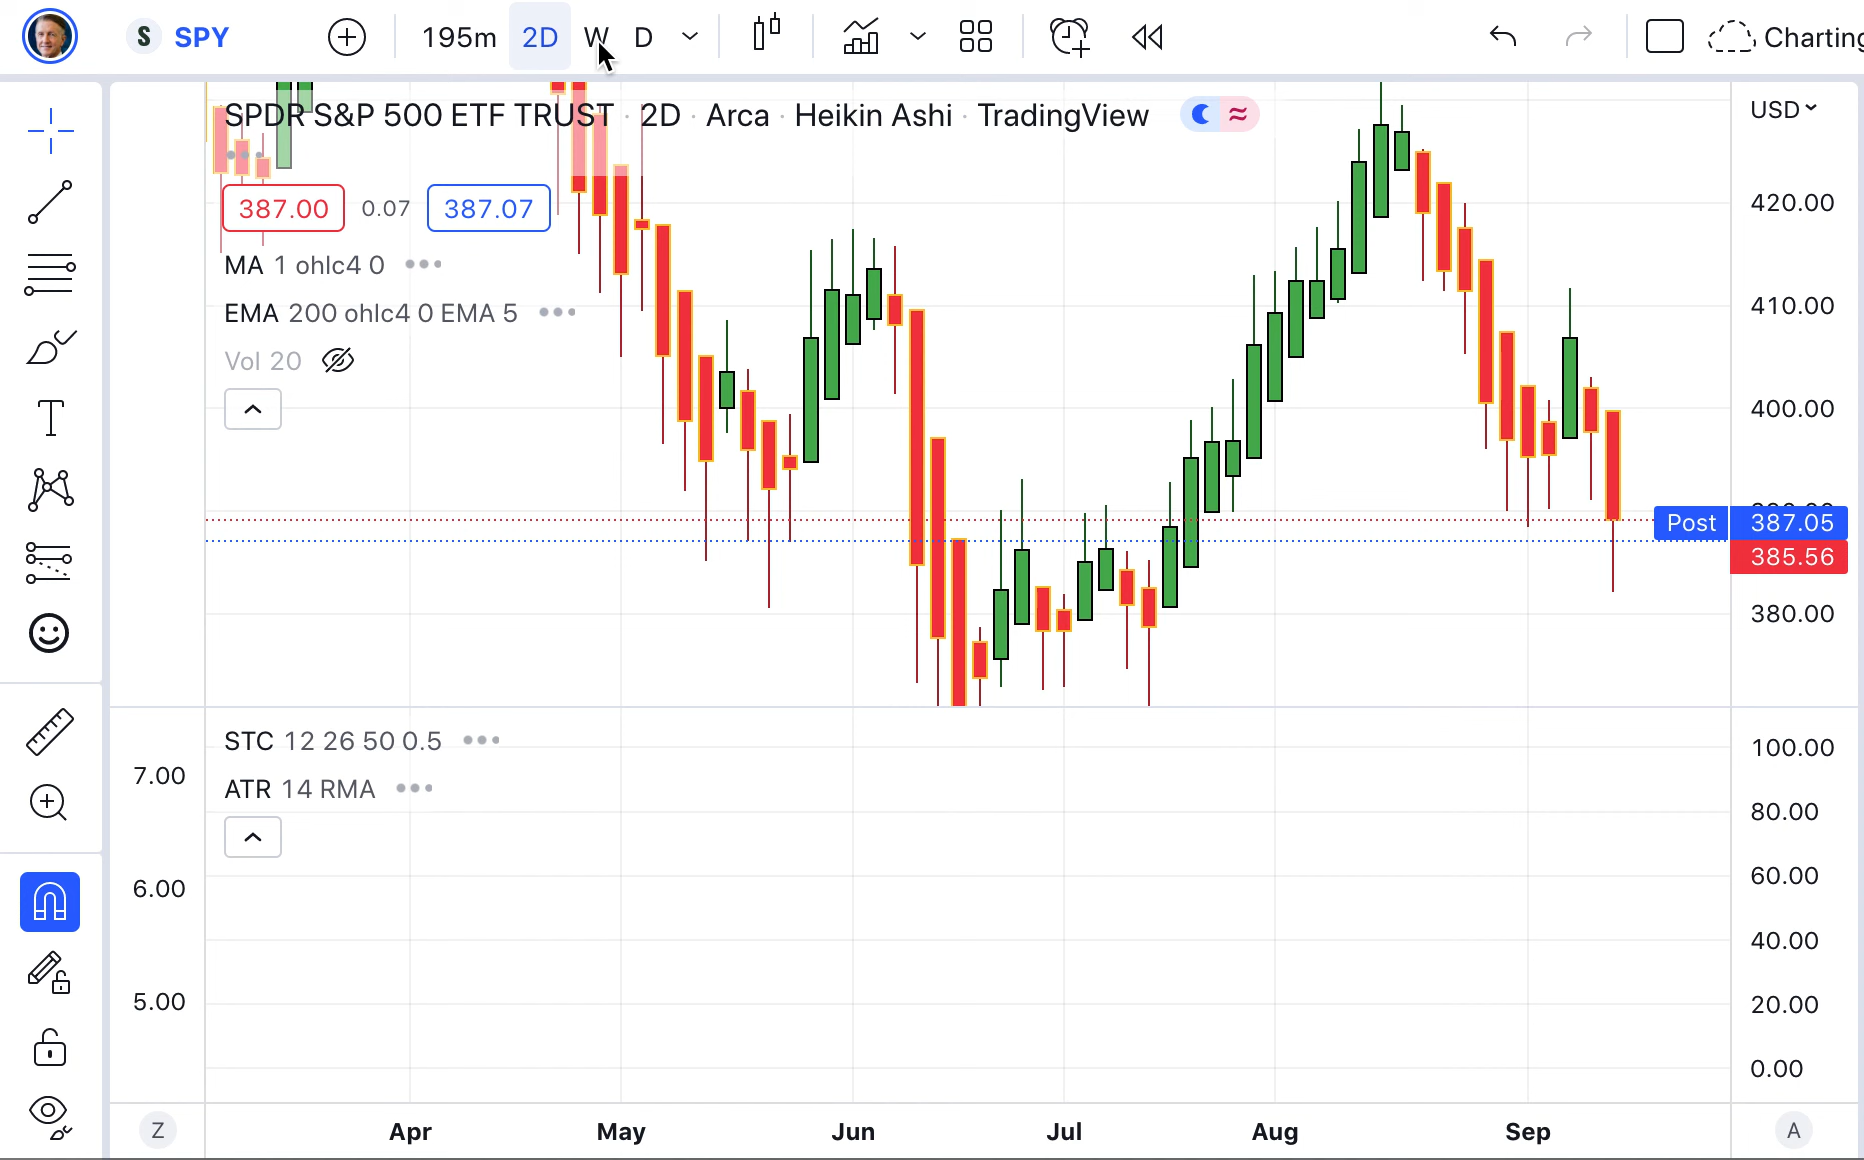 S SPY 195m 2D W D Charting
SPDR S&P 500 ETF TRUST · 2D · Arca · Heikin Ashi · TradingView
USD
387.00 0.07 387.07
MA 1 ohlc4 0
EMA 200 ohlc4 0 EMA 5
Vol 20
420.00
410.00
400.00
Post 387.05
385.56
380.00
STC 12 26 50 0.5
ATR 14 RMA
7.00
6.00
5.00
100.00
80.00
60.00
40.00
20.00
0.00
Z Apr May Jun Jul Aug Sep A